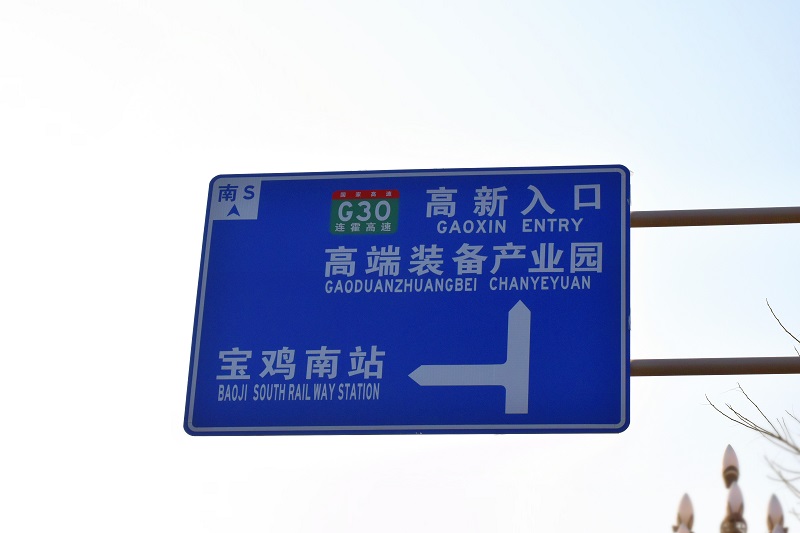 南 S
国家高速
G30
连霍高速
高新入口
GAOXIN ENTRY
高端装备产业园
GAODUANZHUANGBEI CHANYEYUAN
宝鸡南站
BAOJI SOUTH RAIL WAY STATION